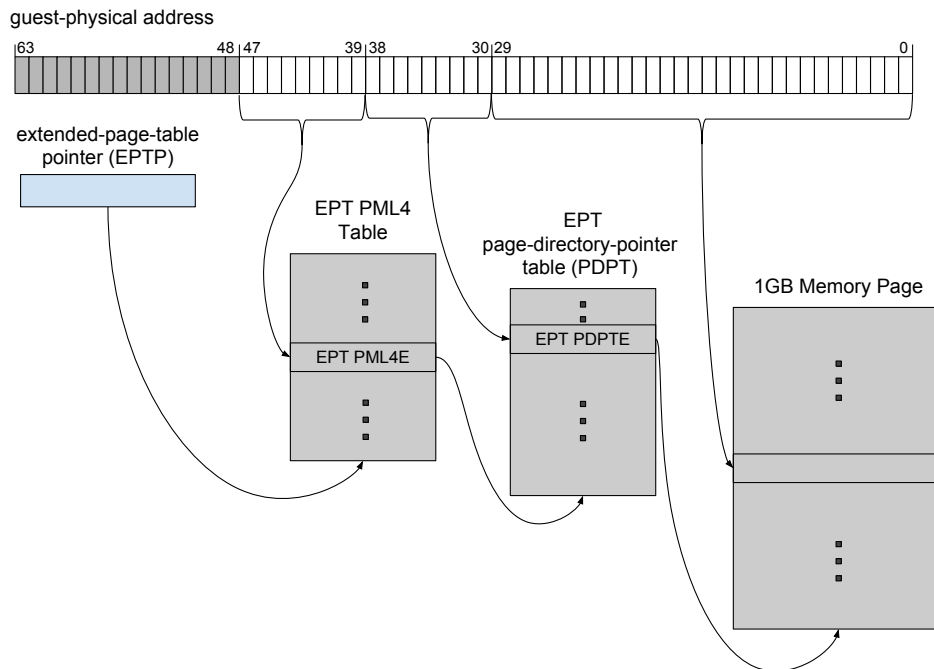 guest-physical address
63 48 47 39 38 30 29 0
extended-page-table
pointer (EPTP)
EPT PML4
Table
EPT
page-directory-pointer
table (PDPT)
1GB Memory Page
EPT PML4E
EPT PDPTE